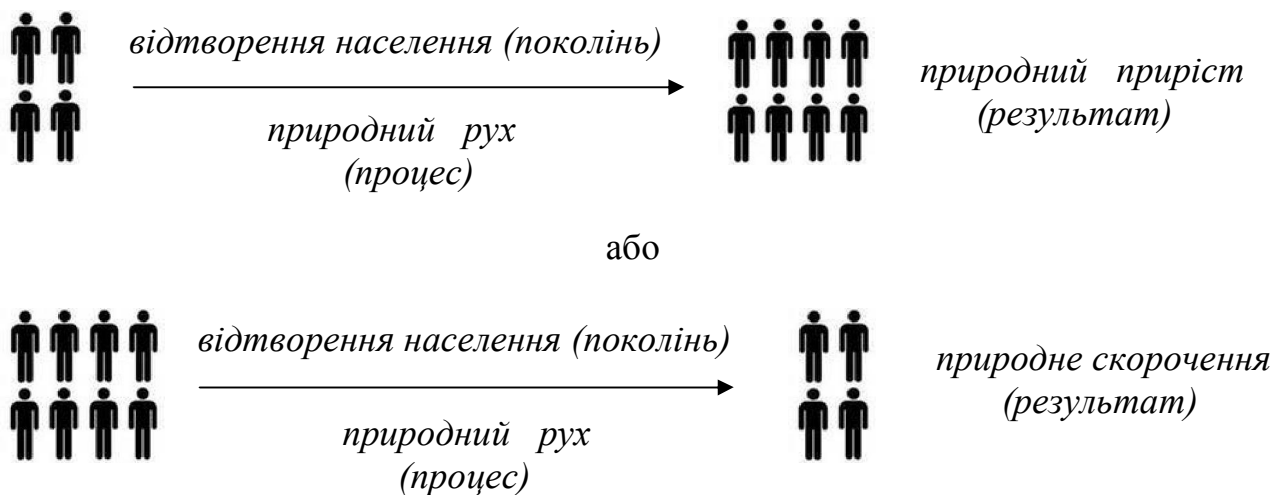 відтворення населення (поколінь)
природний рух
(процес)
природний приріст
(результат)
або
відтворення населення (поколінь)
природний рух
(процес)
природне скорочення
(результат)